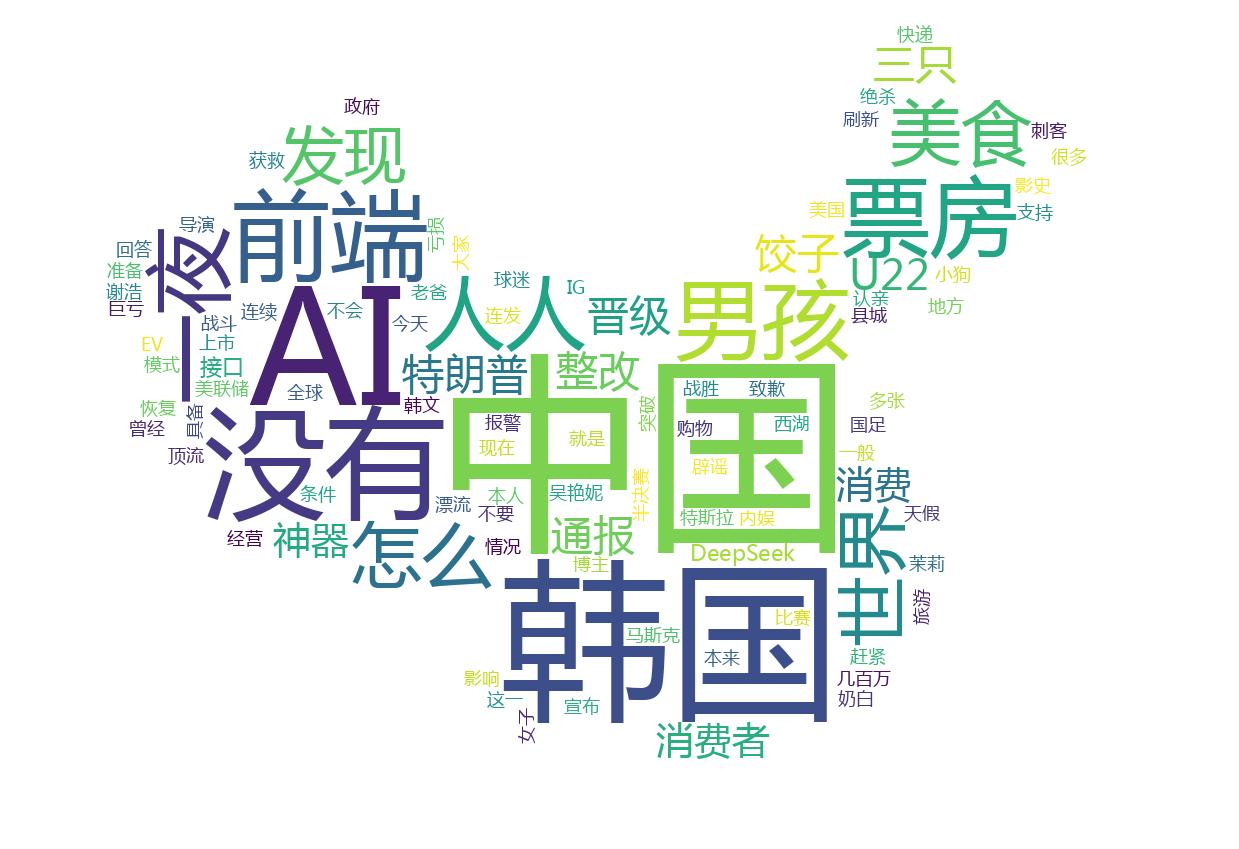 快递
三只
绝杀
美食
刷新
刺客
很多
政府
发现
获救
票房
影史
美国
支持
前端
导演
亏损
大家
饺子
U22
小狗
回答
一夜
准备
谢浩
巨亏
认亲
地方
县城
球迷
IG
老爸
人人
连发
晋级
男孩
AI
连续
不会
今天
战斗
上市
EV
模式
接口
美联储
全球
特朗普
整改
中国
战胜
致歉
韩文
恢复
具备
曾经
没有
报警
现在
就是
突破
购物
西湖
多张
国足
顶流
辟谣
一般
半决赛
消费
条件
漂流
本人
吴艳妮
不要
特斯拉
内娱
世界
天假
经营
神器
怎么
情况
通报
DeepSeek
博主
茉莉
旅游
韩国
比赛
马斯克
本来
赶紧
影响
几百万
这一
宣布
奶白
女子
消费者